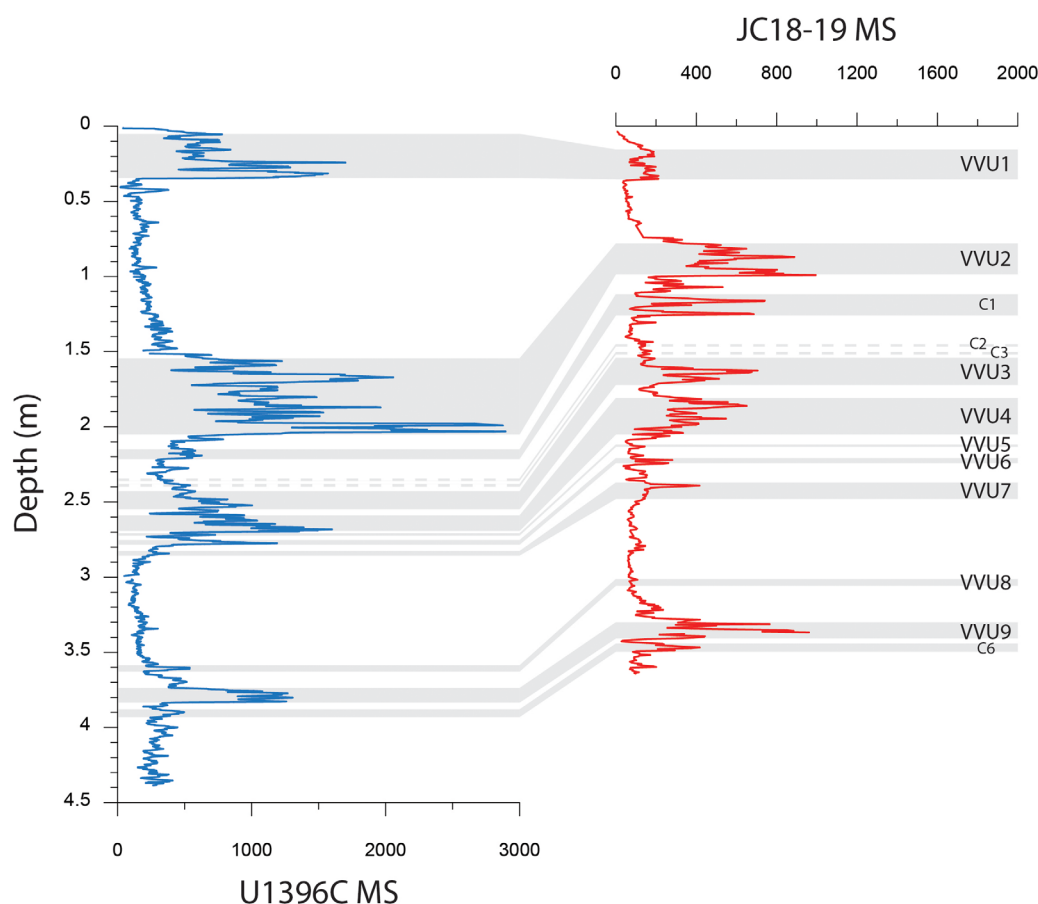 JC18-19 MS
0 400 800 1200 1600 2000
0
0.5
1
1.5
2
2.5
3
3.5
4
4.5
Depth (m)
VVU1
VVU2
C1
C2
C3
VVU3
VVU4
VVU5
VVU6
VVU7
VVU8
VVU9
C6
0 1000 2000 3000
U1396C MS